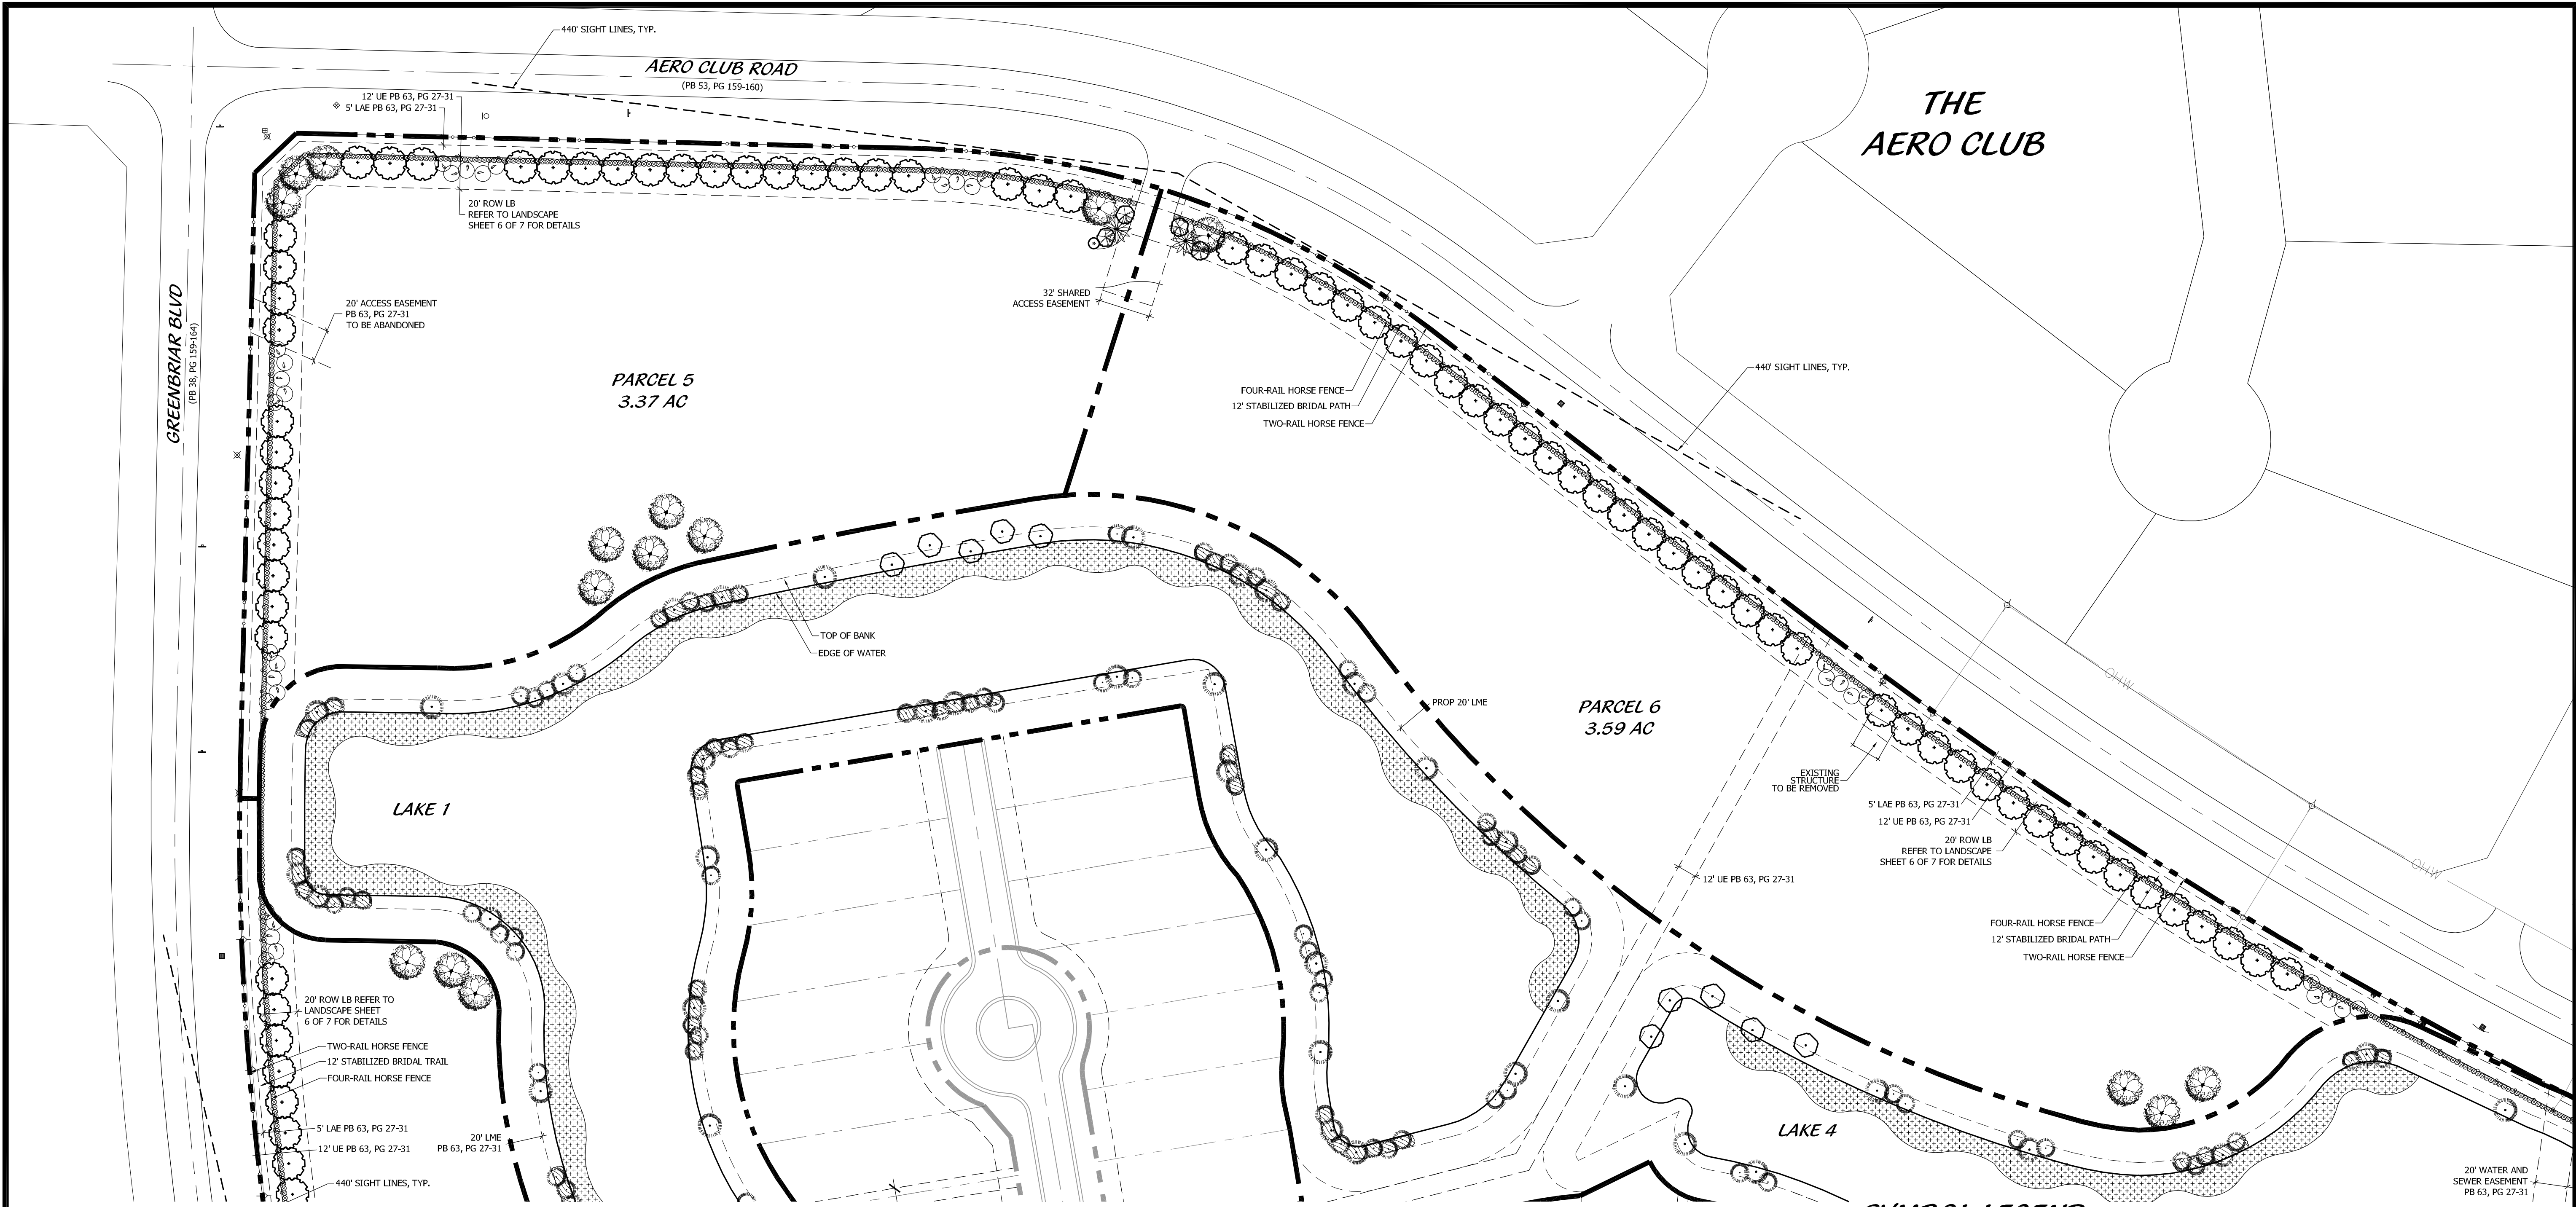 440' SIGHT LINES, TYP.
AERO CLUB ROAD
(PB 53, PG 159-160)
12' UE PB 63, PG 27-31
5' LAE PB 63, PG 27-31
THE
AERO CLUB
20' ROW LB
REFER TO LANDSCAPE
SHEET 6 OF 7 FOR DETAILS
GREENBRIAR BLVD
(PB 38, PG 159-164)
20' ACCESS EASEMENT
PB 63, PG 27-31
TO BE ABANDONED
32' SHARED
ACCESS EASEMENT
PARCEL 5
3.37 AC
FOUR-RAIL HORSE FENCE
12' STABILIZED BRIDAL PATH
TWO-RAIL HORSE FENCE
440' SIGHT LINES, TYP.
TOP OF BANK
EDGE OF WATER
PROP 20' LME
PARCEL 6
3.59 AC
OHW
EXISTING
STRUCTURE
TO BE REMOVED
LAKE 1
5' LAE PB 63, PG 27-31
12' UE PB 63, PG 27-31
20' ROW LB
REFER TO LANDSCAPE
SHEET 6 OF 7 FOR DETAILS
OHW
12' UE PB 63, PG 27-31
FOUR-RAIL HORSE FENCE
12' STABILIZED BRIDAL PATH
TWO-RAIL HORSE FENCE
20' ROW LB REFER TO
LANDSCAPE SHEET
6 OF 7 FOR DETAILS
TWO-RAIL HORSE FENCE
12' STABILIZED BRIDAL TRAIL
FOUR-RAIL HORSE FENCE
5' LAE PB 63, PG 27-31
12' UE PB 63, PG 27-31
20' LME
PB 63, PG 27-31
440' SIGHT LINES, TYP.
LAKE 4
20' WATER AND
SEWER EASEMENT
PB 63, PG 27-31